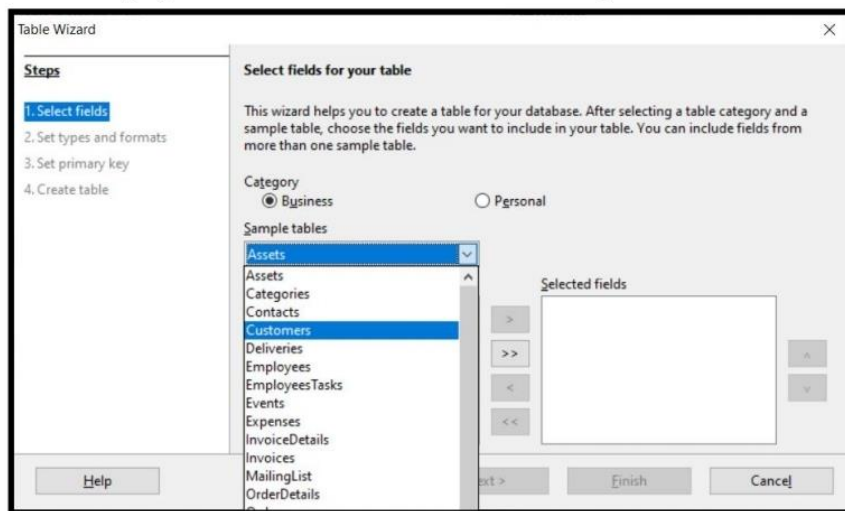 Table Wizard
Steps
1. Select fields
2. Set types and formats
3. Set primary key
4. Create table
Select fields for your table
This wizard helps you to create a table for your database. After selecting a table category and a
sample table, choose the fields you want to include in your table. You can include fields from
more than one sample table.
Category
Business
Personal
Sample tables
Assets
Assets
Categories
Contacts
Customers
Deliveries
Employees
EmployeesTasks
Events
Expenses
InvoiceDetails
Invoices
MailingList
OrderDetails
Selected fields
>
>>
<
<<
Help
Finish
Cancel